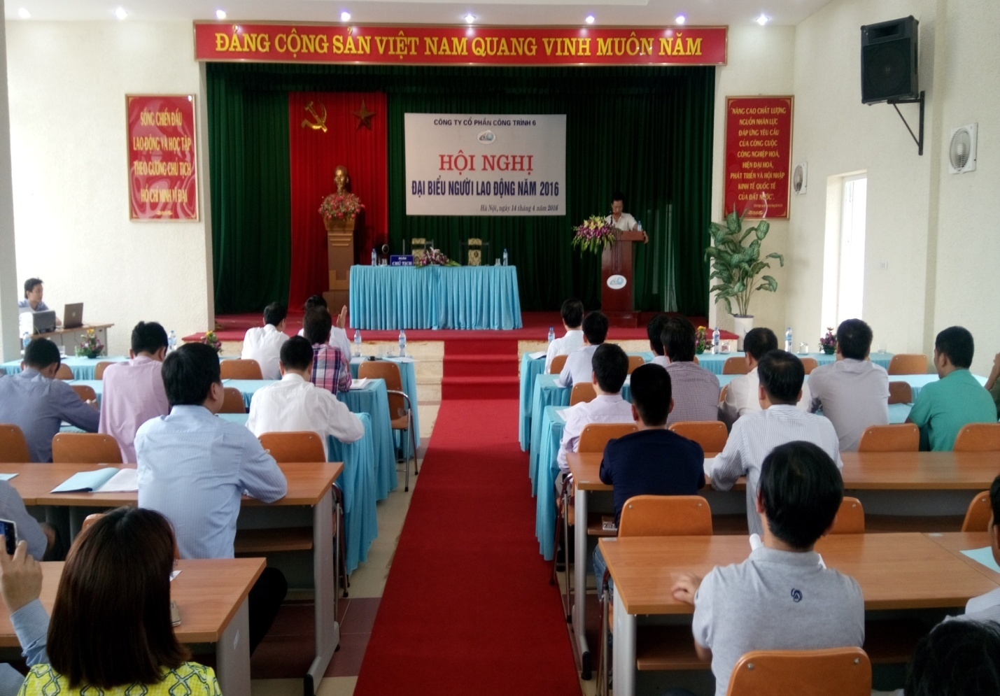 ĐẢNG CỘNG SẢN VIỆT NAM QUANG VINH MUÔN NĂM
SỐNG CHIẾN ĐẤU
LAO ĐỘNG VÀ HỌC TẬP
THEO GƯƠNG CHỦ TỊCH
HỒ CHÍ MINH VĨ ĐẠI
CÔNG TY CỔ PHẦN CÔNG TRÌNH 6
HỘI NGHỊ
ĐẠI BIỂU NGƯỜI LAO ĐỘNG NĂM 2016
Hà Nội, ngày 14 tháng 4 năm 2016
"NÂNG CAO CHẤT LƯỢNG
NGUỒN NHÂN LỰC
ĐÁP ỨNG YÊU CẦU
CỦA CÔNG CUỘC
CÔNG NGHIỆP HOÁ,
HIỆN ĐẠI HOÁ,
PHÁT TRIỂN VÀ HỘI NHẬP
KINH TẾ QUỐC TẾ
CỦA ĐẤT NƯỚC".
ĐOÀN
CHỦ TỊCH